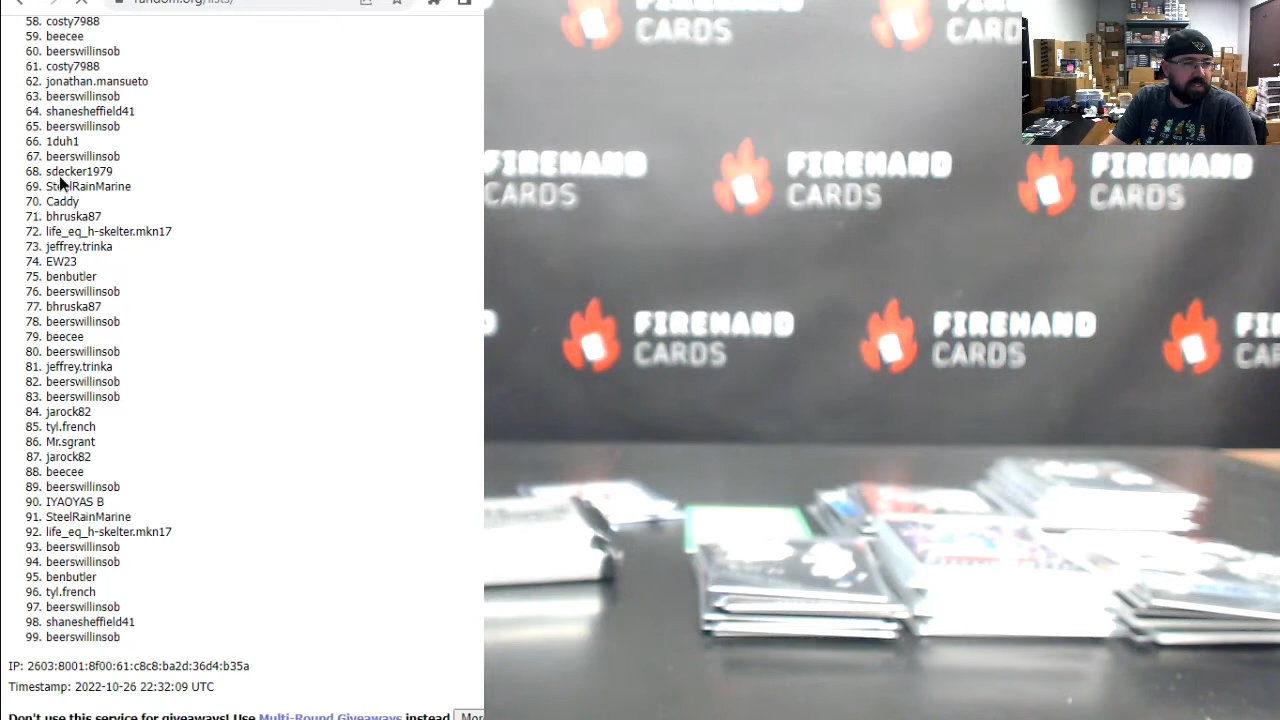 random.org/lists/
58. costy7988
59. beecee
60. beerswillinsob
61. costy7988
62. jonathan.mansueto
63. beerswillinsob
64. shanesheffield41
65. beerswillinsob
66. 1duh1
67. beerswillinsob
68. sdecker1979
69. SteelRainMarine
70. Caddy
71. bhruska87
72. life_eq_h-skelter.mkn17
73. jeffrey.trinka
74. EW23
75. benbutler
76. beerswillinsob
77. bhruska87
78. beerswillinsob
79. beecee
80. beerswillinsob
81. jeffrey.trinka
82. beerswillinsob
83. beerswillinsob
84. jarock82
85. tyl.french
86. Mr.sgrant
87. jarock82
88. beecee
89. beerswillinsob
90. IYAOYAS B
91. SteelRainMarine
92. life_eq_h-skelter.mkn17
93. beerswillinsob
94. beerswillinsob
95. benbutler
96. tyl.french
97. beerswillinsob
98. shanesheffield41
99. beerswillinsob
IP: 2603:8001:8f00:61:c8c8:ba2d:36d4:b35a
Timestamp: 2022-10-26 22:32:09 UTC
Don't use this service for giveaways! Use Multi-Round Giveaways instead
CARDS
CARDS
FIREHAND
CARDS
FIREHAND
CARDS
FIREHAND
CARDS
FIREHAND
CARDS
FIREHAND
CARDS